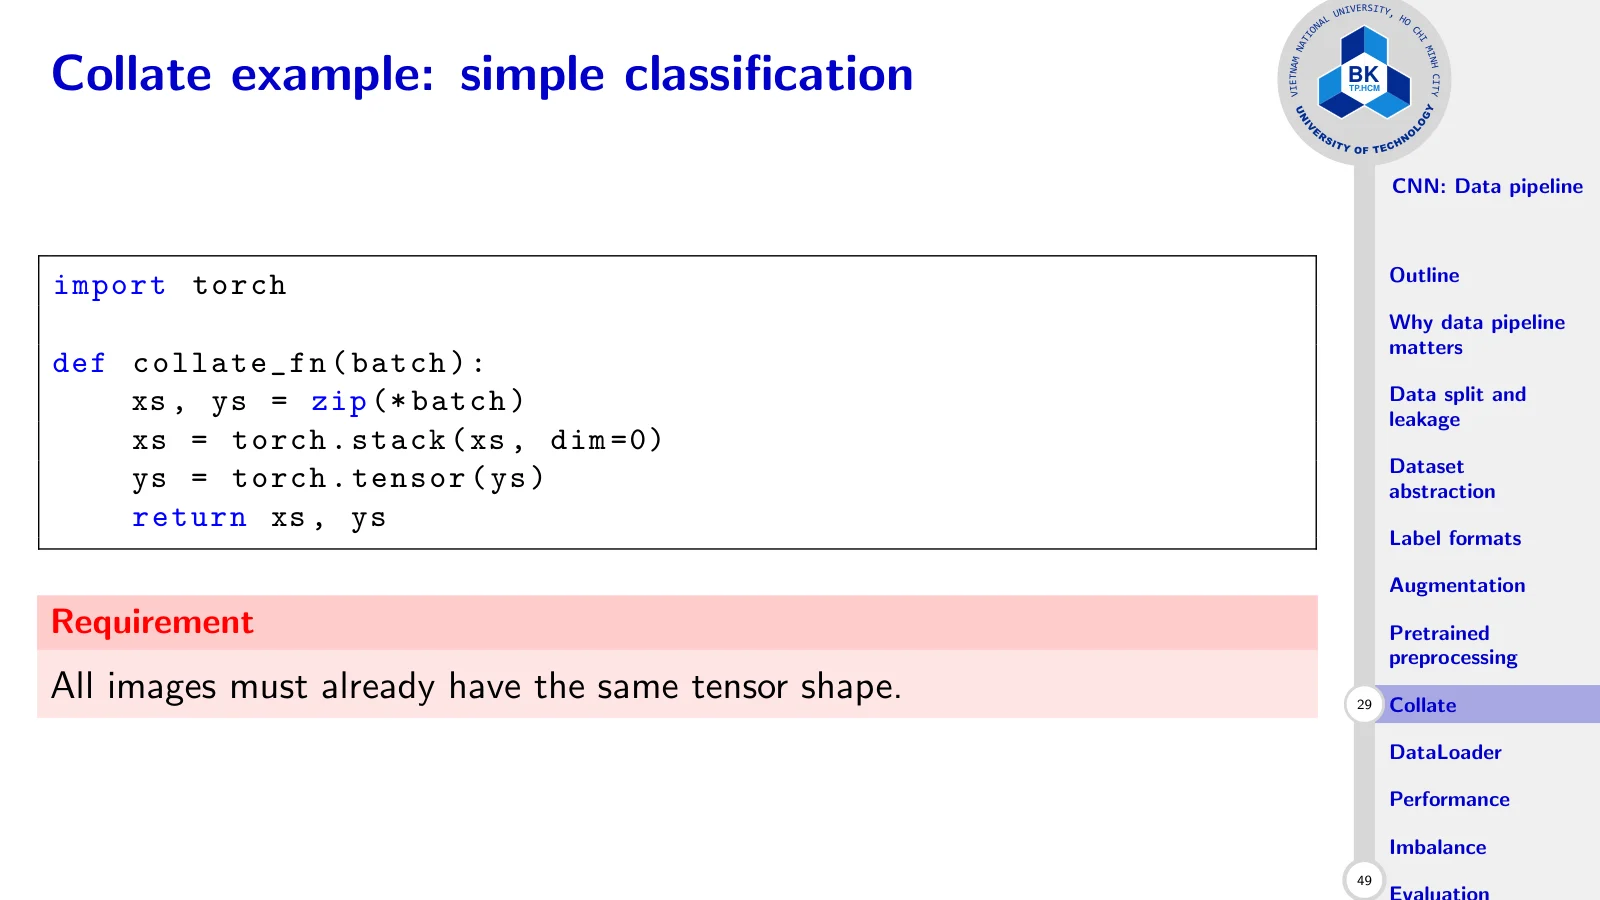 Collate example: simple classification
import torch
def collate_fn(batch):
    xs, ys = zip(*batch)
    xs = torch.stack(xs, dim=0)
    ys = torch.tensor(ys)
    return xs, ys
Requirement
All images must already have the same tensor shape.
VIETNAM NATIONAL UNIVERSITY, HO CHI MINH CITY
BK
TP.HCM
UNIVERSITY OF TECHNOLOGY
CNN: Data pipeline
Outline
Why data pipeline
matters
Data split and
leakage
Dataset
abstraction
Label formats
Augmentation
Pretrained
preprocessing
29
Collate
DataLoader
Performance
Imbalance
49
Evaluation